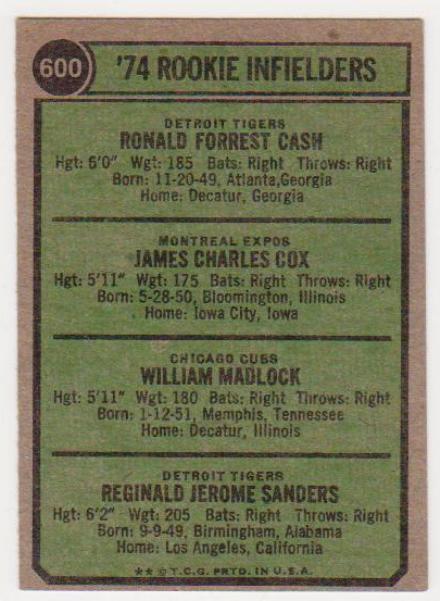 600
'74 ROOKIE INFIELDERS
DETROIT TIGERS
RONALD FORREST CASH
Hgt: 6'0" Wgt: 185 Bats: Right Throws: Right
Born: 11-20-49, Atlanta,Georgia
Home: Decatur, Georgia
MONTREAL EXPOS
JAMES CHARLES COX
Hgt: 5'11" Wgt: 175 Bats: Right Throws: Right
Born: 5-28-50, Bloomington, Illinois
Home: Iowa City, Iowa
CHICAGO CUBS
WILLIAM MADLOCK
Hgt: 5'11" Wgt: 180 Bats: Right Throws: Right
Born: 1-12-51, Memphis, Tennessee
Home: Decatur, Illinois
DETROIT TIGERS
REGINALD JEROME SANDERS
Hgt: 6'2" Wgt: 205 Bats: Right Throws: Right
Born: 9-9-49, Birmingham, Alabama
Home: Los Angeles, California
★★ © T.C.G. PRTD. IN U.S.A.